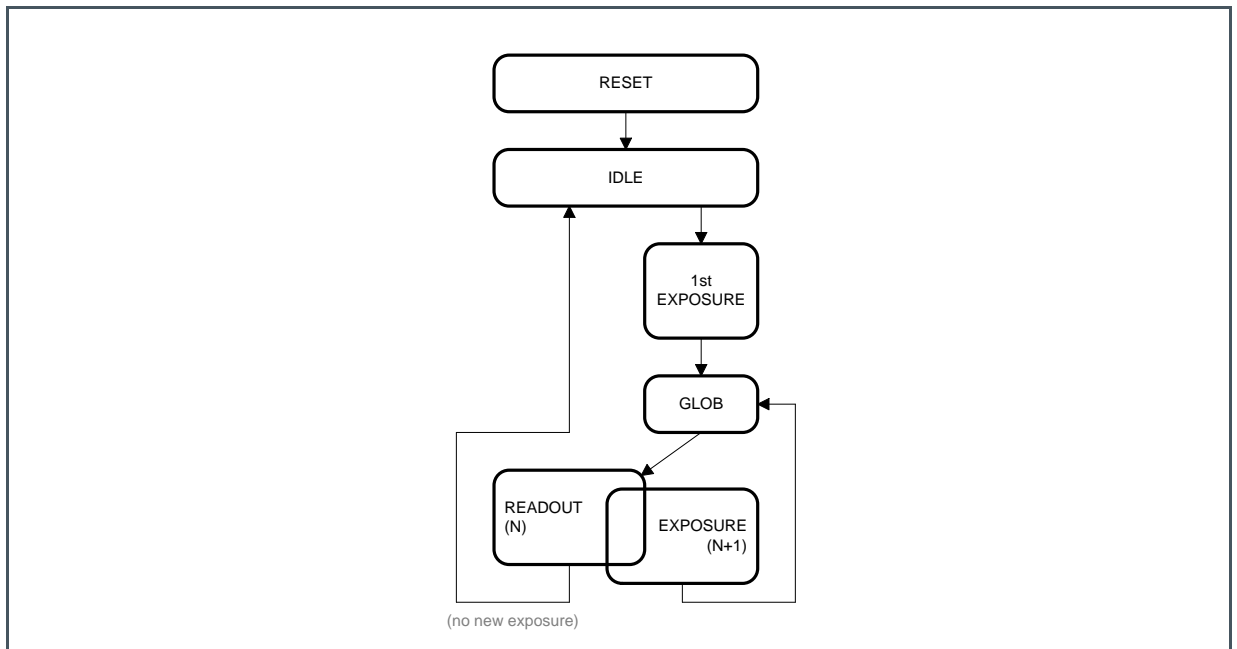 RESET
IDLE
1st
EXPOSURE
GLOB
READOUT
(N)
EXPOSURE
(N+1)
(no new exposure)